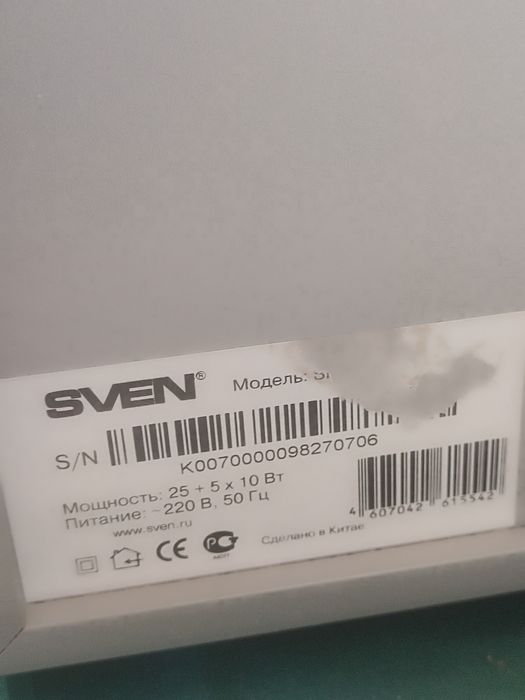 SVEN® Модель:
S/N
K0070000098270706
Мощность: 25 + 5 x 10 Вт
Питание: ~220 В, 50 Гц
4 607042 615542
www.sven.ru
CE
Сделано в Китае